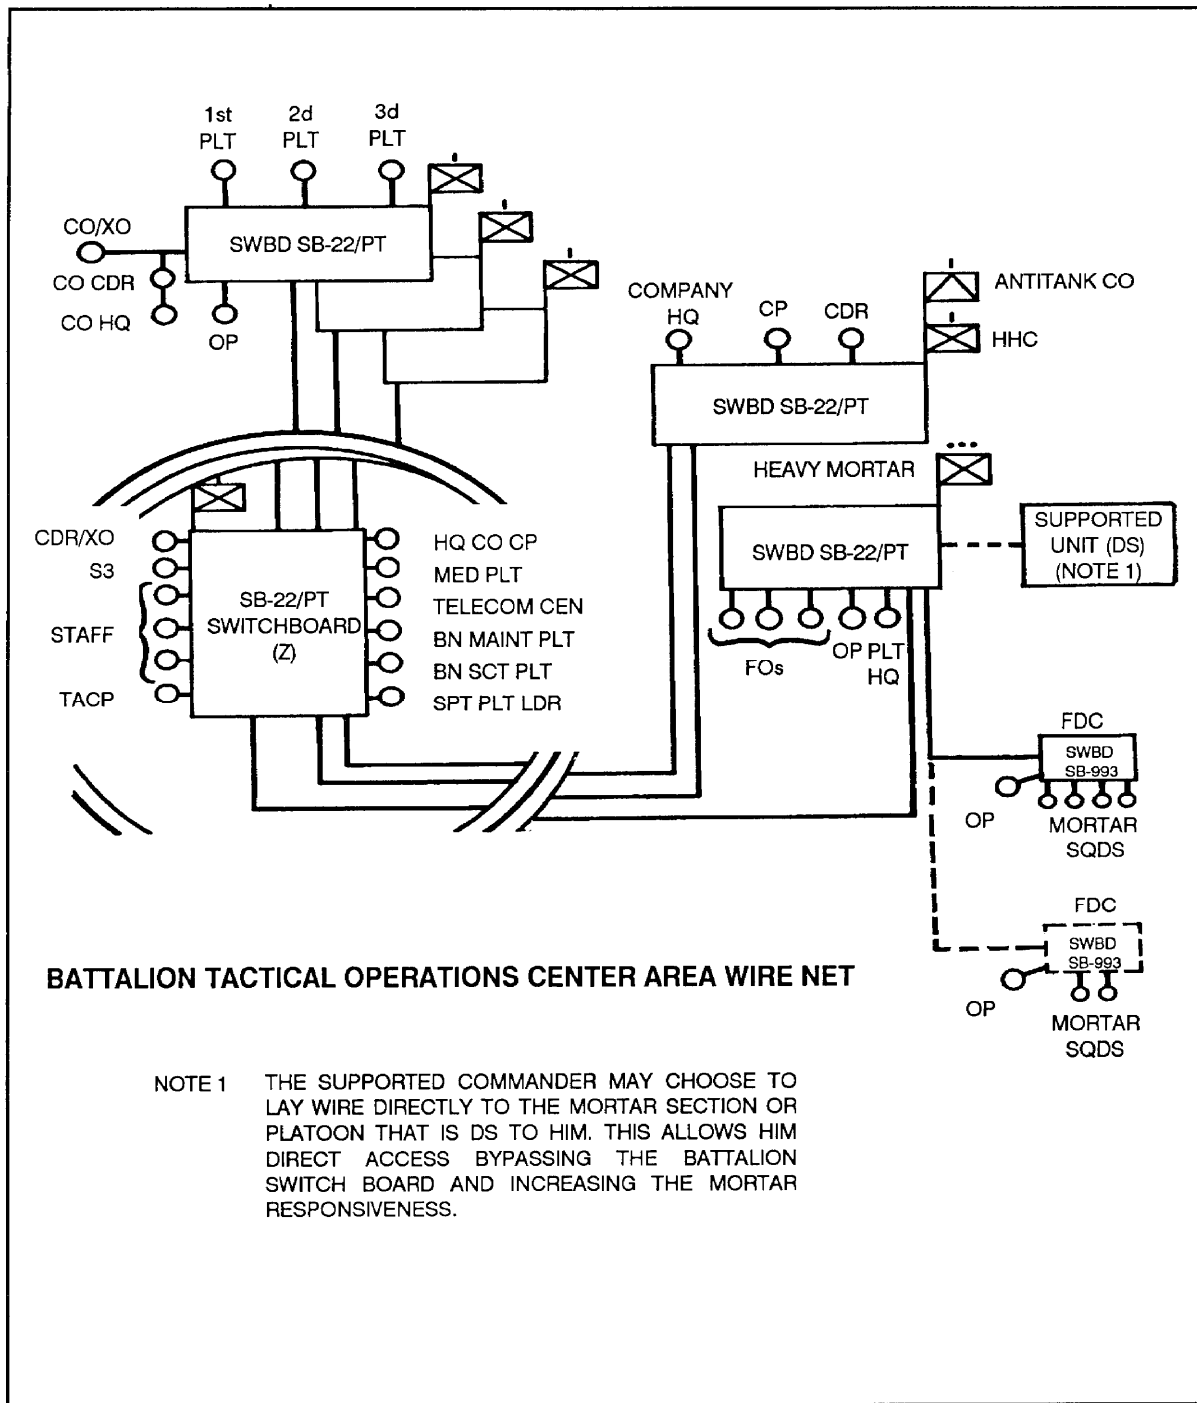 1st PLT
2d PLT
3d PLT
CO/XO
SWBD SB-22/PT
CO CDR
CO HQ
OP
COMPANY
HQ
CP
CDR
ANTITANK CO
HHC
SWBD SB-22/PT
HEAVY MORTAR
SWBD SB-22/PT
SUPPORTED
UNIT (DS)
(NOTE 1)
FOs
OP
PLT
HQ
CDR/XO
S3
STAFF
TACP
SB-22/PT
SWITCHBOARD
(Z)
HQ CO CP
MED PLT
TELECOM CEN
BN MAINT PLT
BN SCT PLT
SPT PLT LDR
FDC
SWBD
SB-993
OP
MORTAR
SQDS
FDC
SWBD
SB-993
OP
MORTAR
SQDS
BATTALION TACTICAL OPERATIONS CENTER AREA WIRE NET
NOTE 1 THE SUPPORTED COMMANDER MAY CHOOSE TO
LAY WIRE DIRECTLY TO THE MORTAR SECTION OR
PLATOON THAT IS DS TO HIM. THIS ALLOWS HIM
DIRECT ACCESS BYPASSING THE BATTALION
SWITCH BOARD AND INCREASING THE MORTAR
RESPONSIVENESS.